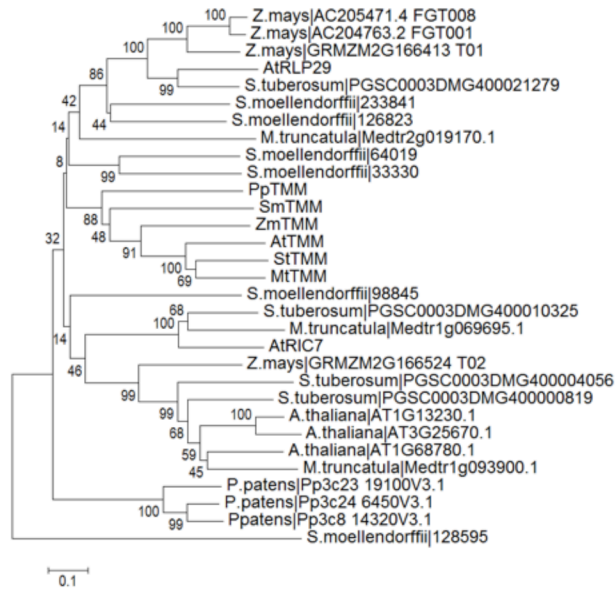 100
Z.mays|AC205471.4 FGT008
100
Z.mays|AC204763.2 FGT001
100
Z.mays|GRMZM2G166413 T01
AtRLP29
86
99
S.tuberosum|PGSC0003DMG400021279
42
S.moellendorffii|233841
44
S.moellendorffii|126823
14
M.truncatula|Medtr2g019170.1
8
S.moellendorffii|64019
99
S.moellendorffii|33330
PpTMM
88
SmTMM
48
ZmTMM
32
91
AtTMM
100
StTMM
69
MtTMM
S.moellendorffii|98845
68
S.tuberosum|PGSC0003DMG400010325
14
100
M.truncatula|Medtr1g069695.1
AtRIC7
46
Z.mays|GRMZM2G166524 T02
99
S.tuberosum|PGSC0003DMG400004056
99
S.tuberosum|PGSC0003DMG400000819
100
A.thaliana|AT1G13230.1
68
A.thaliana|AT3G25670.1
59
A.thaliana|AT1G68780.1
45
M.truncatula|Medtr1g093900.1
P.patens|Pp3c23 19100V3.1
100
P.patens|Pp3c24 6450V3.1
99
Ppatens|Pp3c8 14320V3.1
S.moellendorffii|128595
0.1